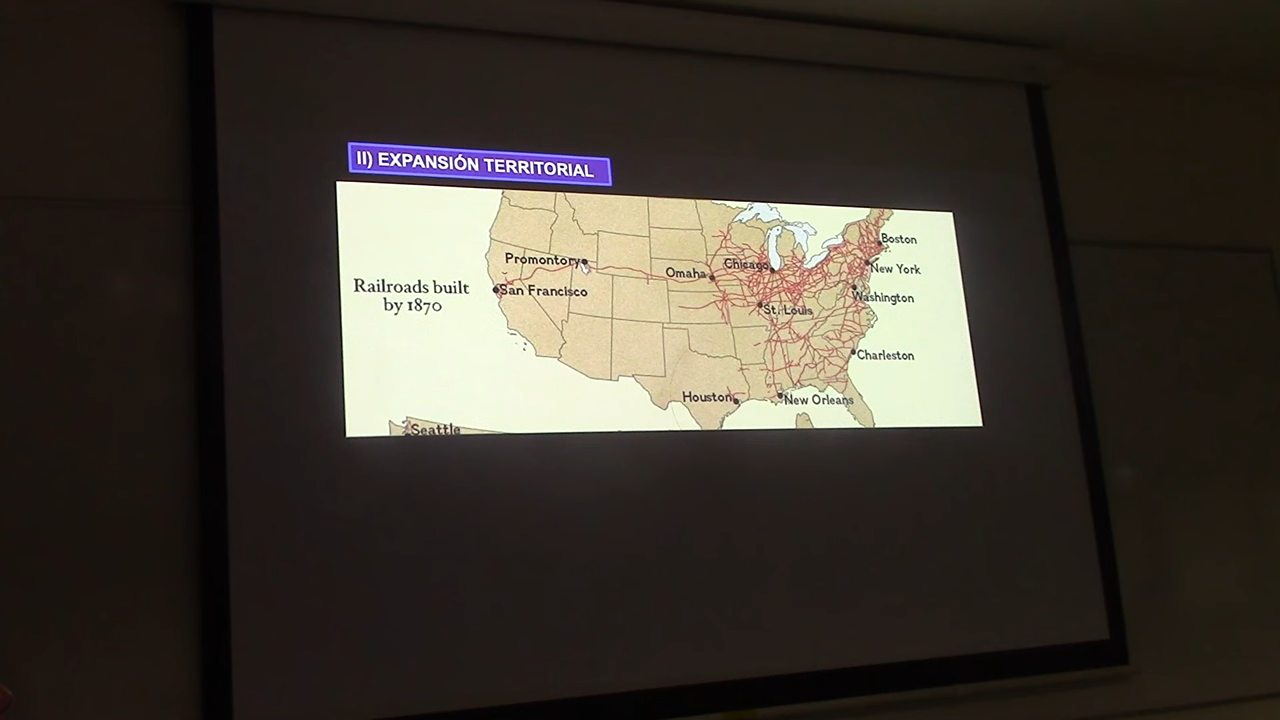 II) EXPANSIÓN TERRITORIAL
Railroads built
by 1870
Promontory
San Francisco
Omaha
Chicago
St. Louis
Boston
New York
Washington
Charleston
Houston
New Orleans
Seattle